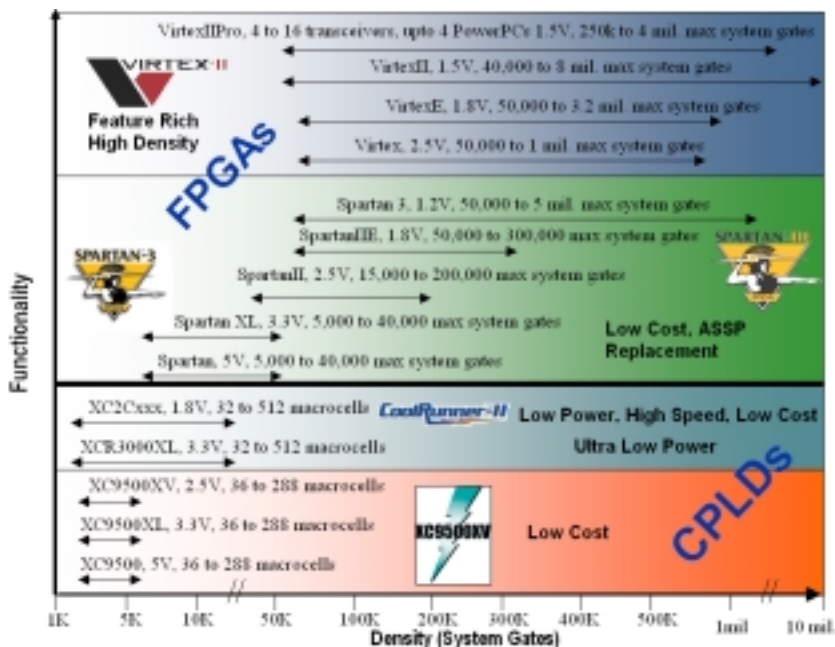 VirtexIIPro, 4 to 16 transceivers, upto 4 PowerPCs 1.5V, 250k to 4 mil. max system gates
VIRTEX-II
VirtexII, 1.5V, 40,000 to 8 mil. max system gates
Feature Rich
High Density
VirtexE, 1.8V, 50,000 to 3.2 mil. max system gates
Virtex, 2.5V, 50,000 to 1 mil. max system gates
FPGAs
Spartan 3, 1.2V, 50,000 to 5 mil. max system gates
SpartanIIE, 1.8V, 50,000 to 300,000 max system gates
SPARTAN-3
SPARTAN-III
SpartanII, 2.5V, 15,000 to 200,000 max system gates
Spartan XL, 3.3V, 5,000 to 40,000 max system gates
Low Cost, ASSP
Replacement
Spartan, 5V, 5,000 to 40,000 max system gates
Functionality
XC2Cxxx, 1.8V, 32 to 512 macrocells
CoolRunner-II
Low Power, High Speed, Low Cost
XCR3000XL, 3.3V, 32 to 512 macrocells
Ultra Low Power
XC9500XV, 2.5V, 36 to 288 macrocells
XC9500XL, 3.3V, 36 to 288 macrocells
XC9500XV
Low Cost
CPLDs
XC9500, 5V, 36 to 288 macrocells
1K 5K 10K // 50K 100K 200K 300K 400K 500K 1mil // 10 mil
Density (System Gates)